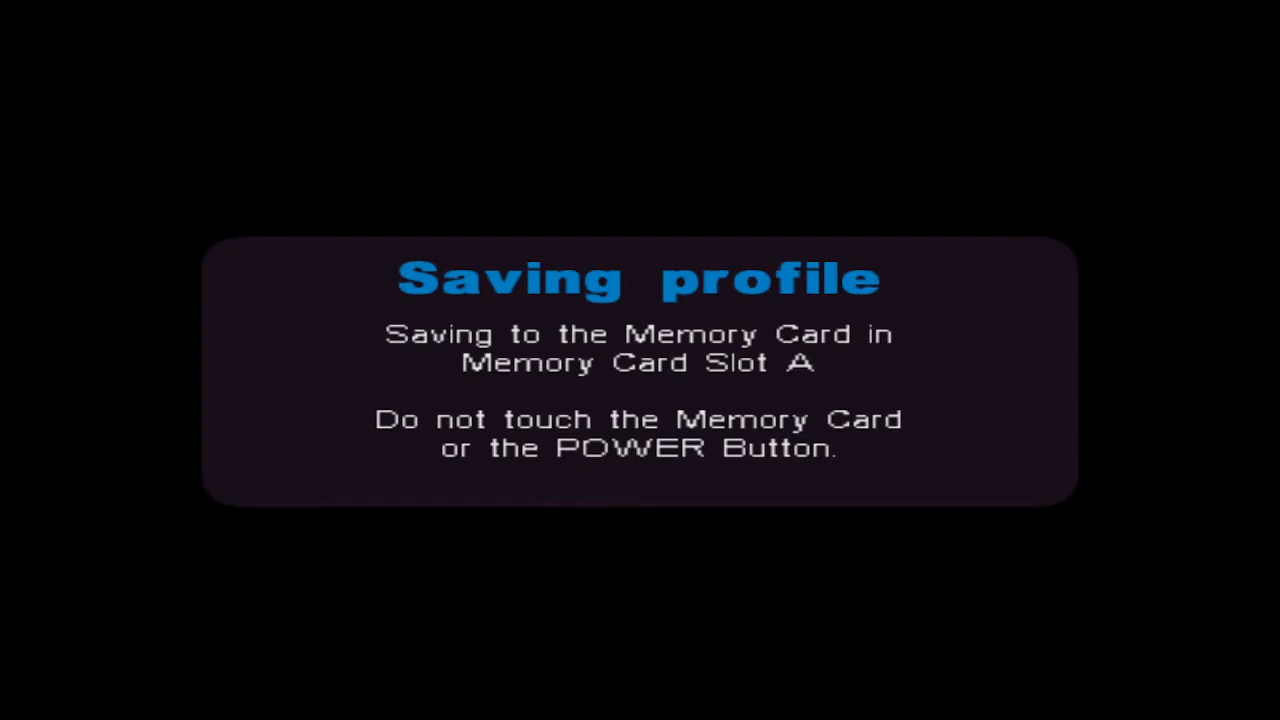 Saving profile
Saving to the Memory Card in
Memory Card Slot A
Do not touch the Memory Card
or the POWER Button.